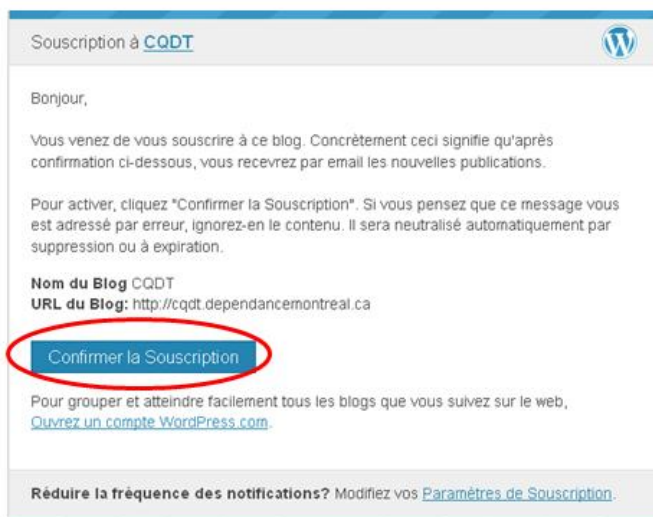 Souscription à CQDT
Bonjour,
Vous venez de vous souscrire à ce blog. Concrètement ceci signifie qu'après
confirmation ci-dessous, vous recevrez par email les nouvelles publications.
Pour activer, cliquez "Confirmer la Souscription". Si vous pensez que ce message vous
est adressé par erreur, ignorez-en le contenu. Il sera neutralisé automatiquement par
suppression ou à expiration.
Nom du Blog CQDT
URL du Blog: http://cqdt.dependancemontreal.ca
Confirmer la Souscription
Pour grouper et atteindre facilement tous les blogs que vous suivez sur le web,
Ouvrez un compte WordPress.com.
Réduire la fréquence des notifications? Modifiez vos Paramètres de Souscription.